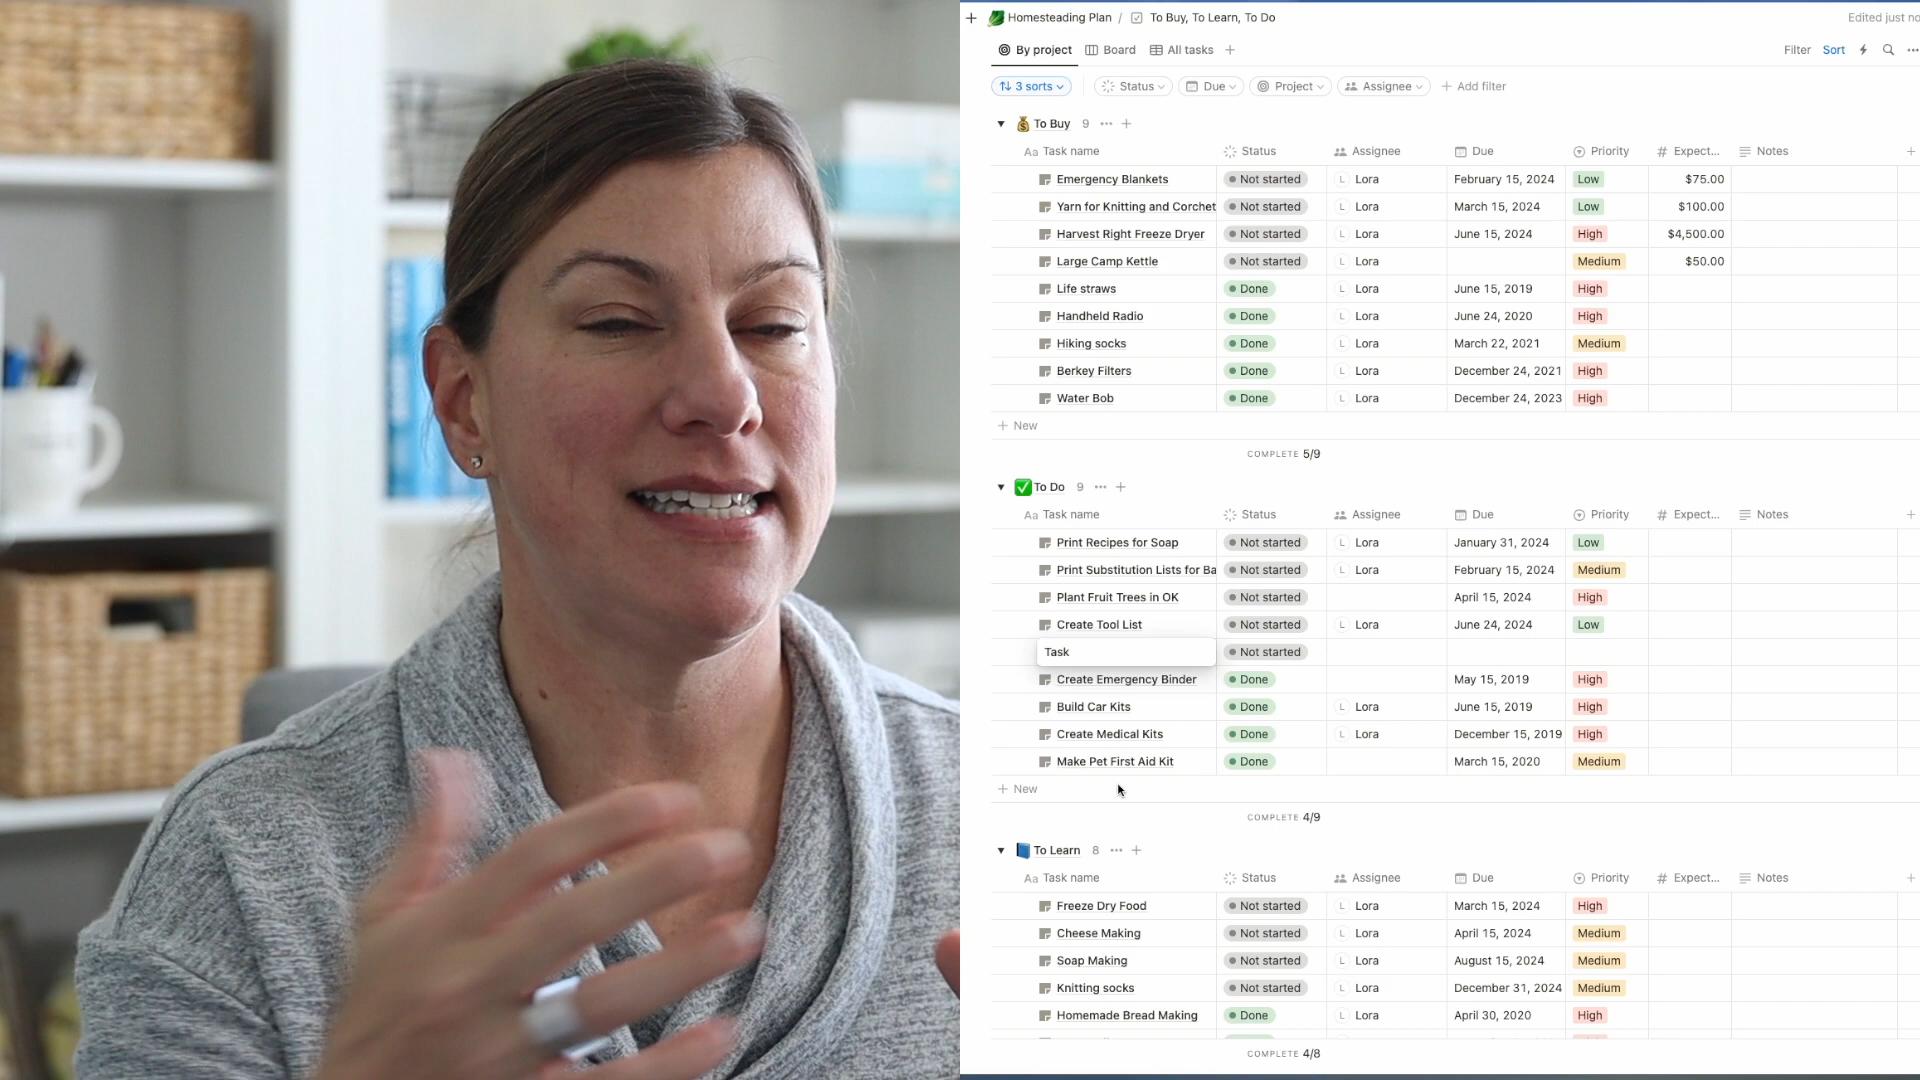 Homesteading Plan / To Buy, To Learn, To Do Edited just no
By project Board All tasks Filter Sort
3 sorts Status Due Project Assignee Add filter
To Buy 9
Aa Task name Status Assignee Due Priority # Expect... Notes
Emergency Blankets Not started L Lora February 15, 2024 Low $75.00
Yarn for Knitting and Corchet Not started L Lora March 15, 2024 Low $100.00
Harvest Right Freeze Dryer Not started L Lora June 15, 2024 High $4,500.00
Large Camp Kettle Not started L Lora Medium $50.00
Life straws Done L Lora June 15, 2019 High
Handheld Radio Done L Lora June 24, 2020 High
Hiking socks Done L Lora March 22, 2021 Medium
Berkey Filters Done L Lora December 24, 2021 High
Water Bob Done L Lora December 24, 2023 High
+ New
COMPLETE 5/9
To Do 9
Aa Task name Status Assignee Due Priority # Expect... Notes
Print Recipes for Soap Not started L Lora January 31, 2024 Low
Print Substitution Lists for Ba Not started L Lora February 15, 2024 Medium
Plant Fruit Trees in OK Not started April 15, 2024 High
Create Tool List Not started L Lora June 24, 2024 Low
Task Not started
Create Emergency Binder Done May 15, 2019 High
Build Car Kits Done L Lora June 15, 2019 High
Create Medical Kits Done L Lora December 15, 2019 High
Make Pet First Aid Kit Done March 15, 2020 Medium
+ New
COMPLETE 4/9
To Learn 8
Aa Task name Status Assignee Due Priority # Expect... Notes
Freeze Dry Food Not started L Lora March 15, 2024 High
Cheese Making Not started L Lora April 15, 2024 Medium
Soap Making Not started L Lora August 15, 2024 Medium
Knitting socks Not started L Lora December 31, 2024 Medium
Homemade Bread Making Done L Lora April 30, 2020 High
COMPLETE 4/8